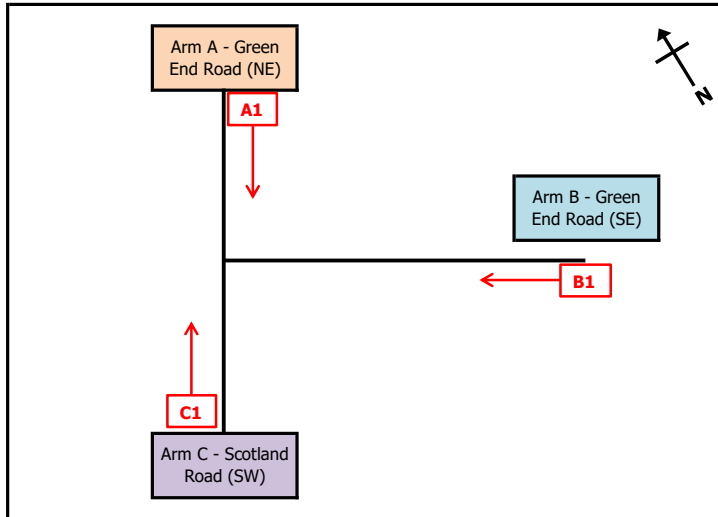 Arm A - Green
End Road (NE)
A1
N
Arm B - Green
End Road (SE)
B1
C1
Arm C - Scotland
Road (SW)